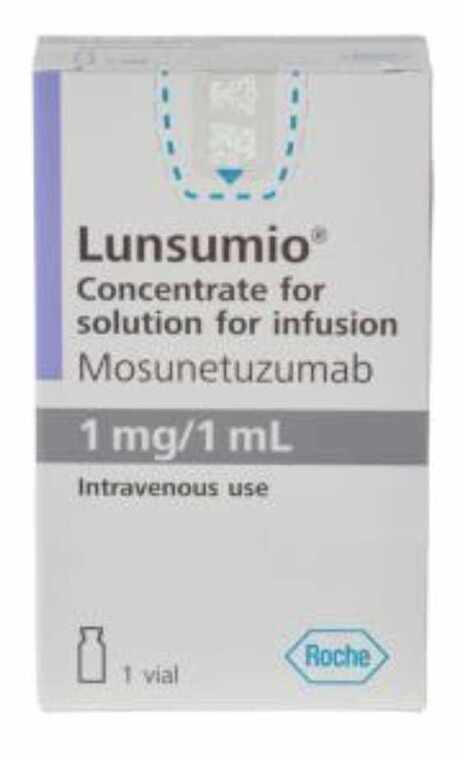 Lunsumio®
Concentrate for
solution for infusion
Mosunetuzumab
1 mg/1 mL
Intravenous use
1 vial
Roche